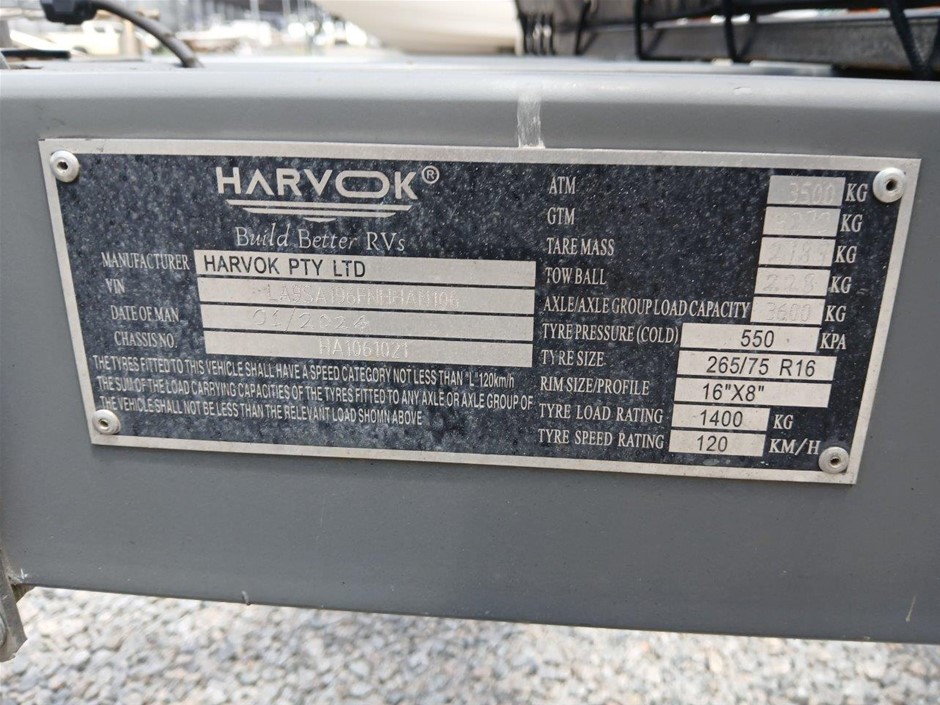 HARVOK®
Build Better RVs
MANUFACTURER HARVOK PTY LTD
VIN
DATE OF MAN. 01/2024
CHASSIS NO. HA1061021
THE TYRES FITTED TO THIS VEHICLE SHALL HAVE A SPEED CATEGORY NOT LESS THAN 'L' 120km/h
THE SUM OF THE LOAD CARRYING CAPACITIES OF THE TYRES FITTED TO ANY AXLE OR AXLE GROUP OF
THE VEHICLE SHALL NOT BE LESS THAN THE RELEVANT LOAD SHOWN ABOVE
ATM 3500 KG
GTM KG
TARE MASS KG
TOW BALL 228 KG
AXLE/AXLE GROUP LOAD CAPACITY 3600 KG
TYRE PRESSURE (COLD) 550 KPA
TYRE SIZE 265/75 R16
RIM SIZE/PROFILE 16"X8"
TYRE LOAD RATING 1400 KG
TYRE SPEED RATING 120 KM/H